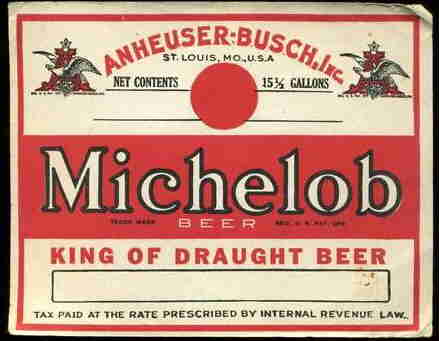 ANHEUSER-BUSCH, Inc.
ST. LOUIS, MO., U.S.A
NET CONTENTS 15½ GALLONS
Michelob
TRADE MARK BEER REG. U. S. PAT. OFF.
KING OF DRAUGHT BEER
TAX PAID AT THE RATE PRESCRIBED BY INTERNAL REVENUE LAW.